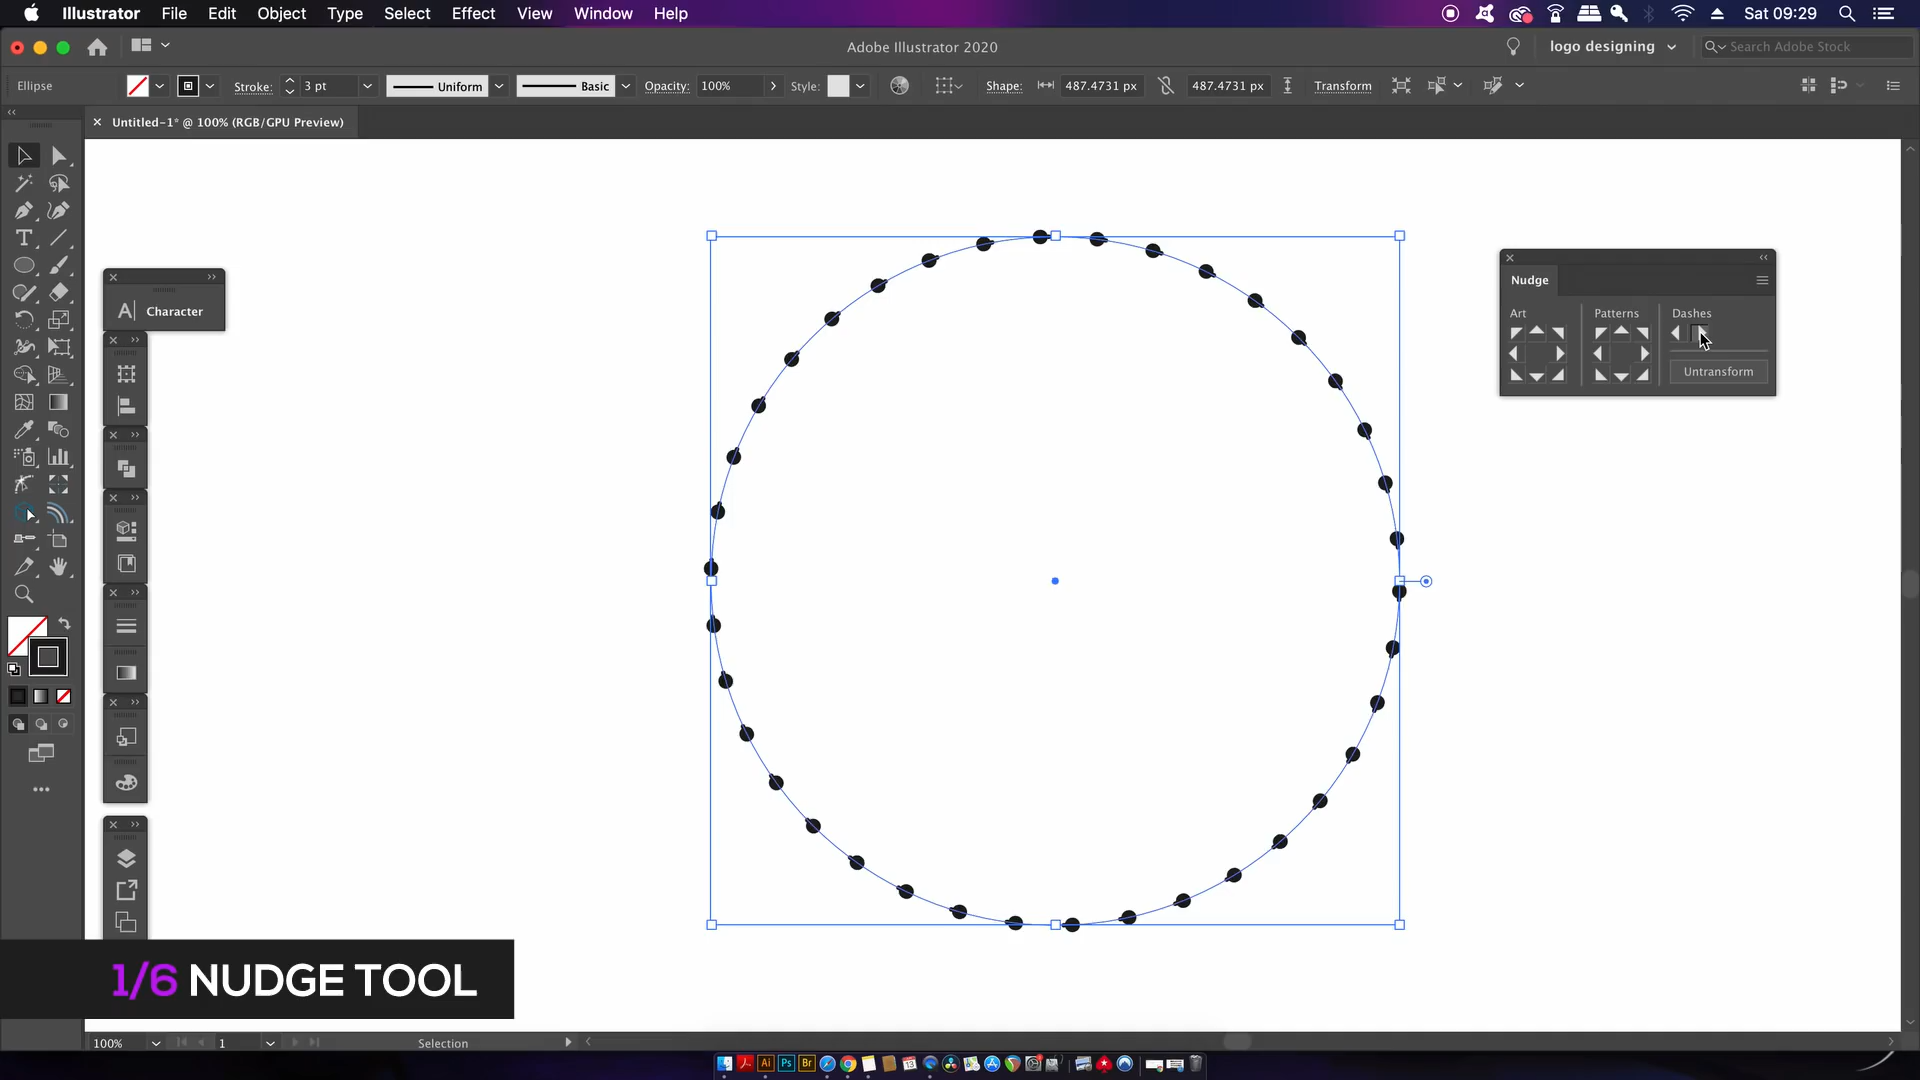 Illustrator File Edit Object Type Select Effect View Window Help
Sat 09:29
Adobe Illustrator 2020
logo designing
Search Adobe Stock
Ellipse
Stroke: 3 pt
Uniform
Basic
Opacity: 100%
Style:
Shape: 487.4731 px 487.4731 px
Transform
Untitled-1* @ 100% (RGB/GPU Preview)
A Character
Nudge
Art Patterns Dashes
Untransform
1/6 NUDGE TOOL
100% 1 Selection
Ai Ps Br